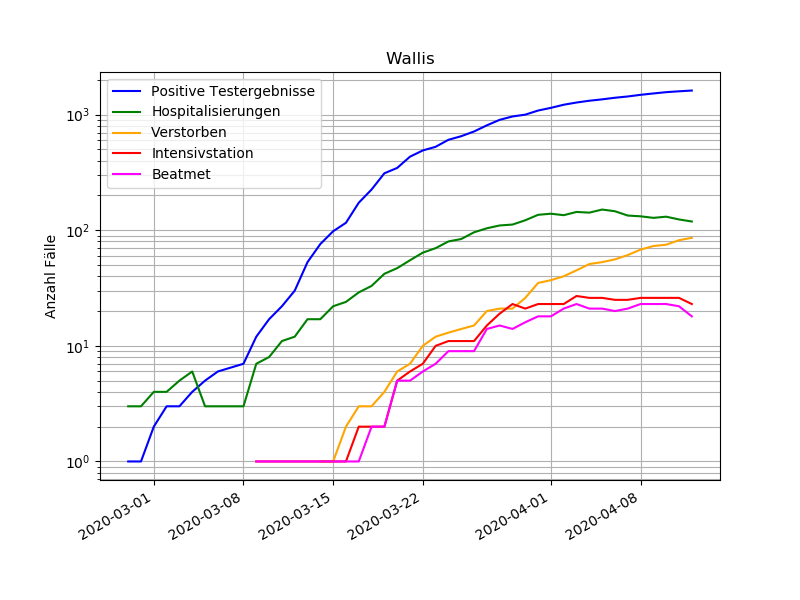 Wallis
Positive Testergebnisse
Hospitalisierungen
Verstorben
Intensivstation
Beatmet
Anzahl Fälle
10³
10²
10¹
10⁰
2020-03-01
2020-03-08
2020-03-15
2020-03-22
2020-04-01
2020-04-08